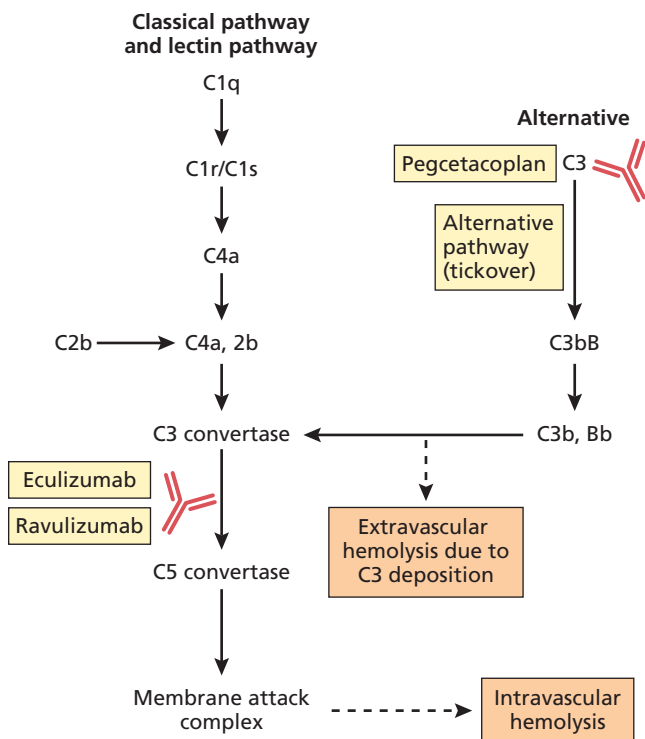 Classical pathway
and lectin pathway
C1q
C1r/C1s
C4a
C2b
C4a, 2b
C3 convertase
Eculizumab
Ravulizumab
C5 convertase
Membrane attack
complex
Alternative
Pegcetacoplan
C3
Alternative
pathway
(tickover)
C3bB
C3b, Bb
Extravascular
hemolysis due to
C3 deposition
Intravascular
hemolysis